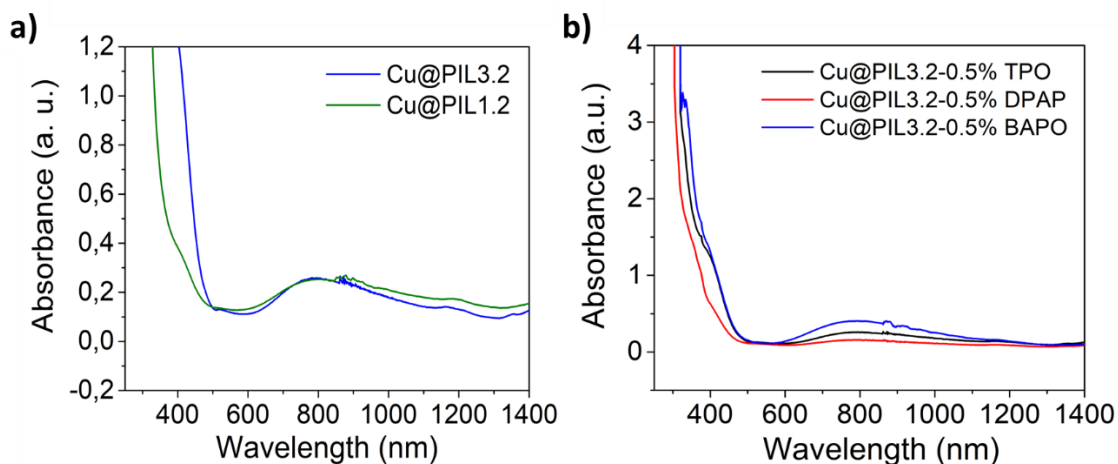 a)
1,2
1,0
0,8
0,6
0,4
0,2
0,0
-0,2
Absorbance (a. u.)
Cu@PIL3.2
Cu@PIL1.2
400 600 800 1000 1200 1400
Wavelength (nm)
b)
4
3
2
1
0
Absorbance (a.u.)
Cu@PIL3.2-0.5% TPO
Cu@PIL3.2-0.5% DPAP
Cu@PIL3.2-0.5% BAPO
400 600 800 1000 1200 1400
Wavelength (nm)